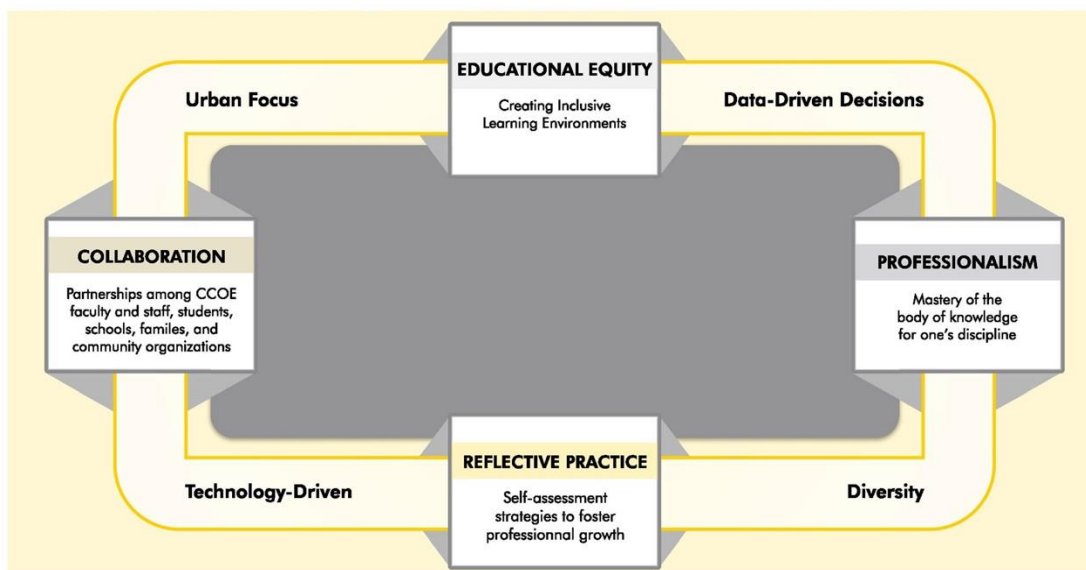 EDUCATIONAL EQUITY
Creating Inclusive
Learning Environments
Urban Focus
Data-Driven Decisions
COLLABORATION
Partnerships among CCOE
faculty and staff, students,
schools, familes, and
community organizations
PROFESSIONALISM
Mastery of the
body of knowledge
for one's discipline
REFLECTIVE PRACTICE
Self-assessment
strategies to foster
professionnal growth
Technology-Driven
Diversity